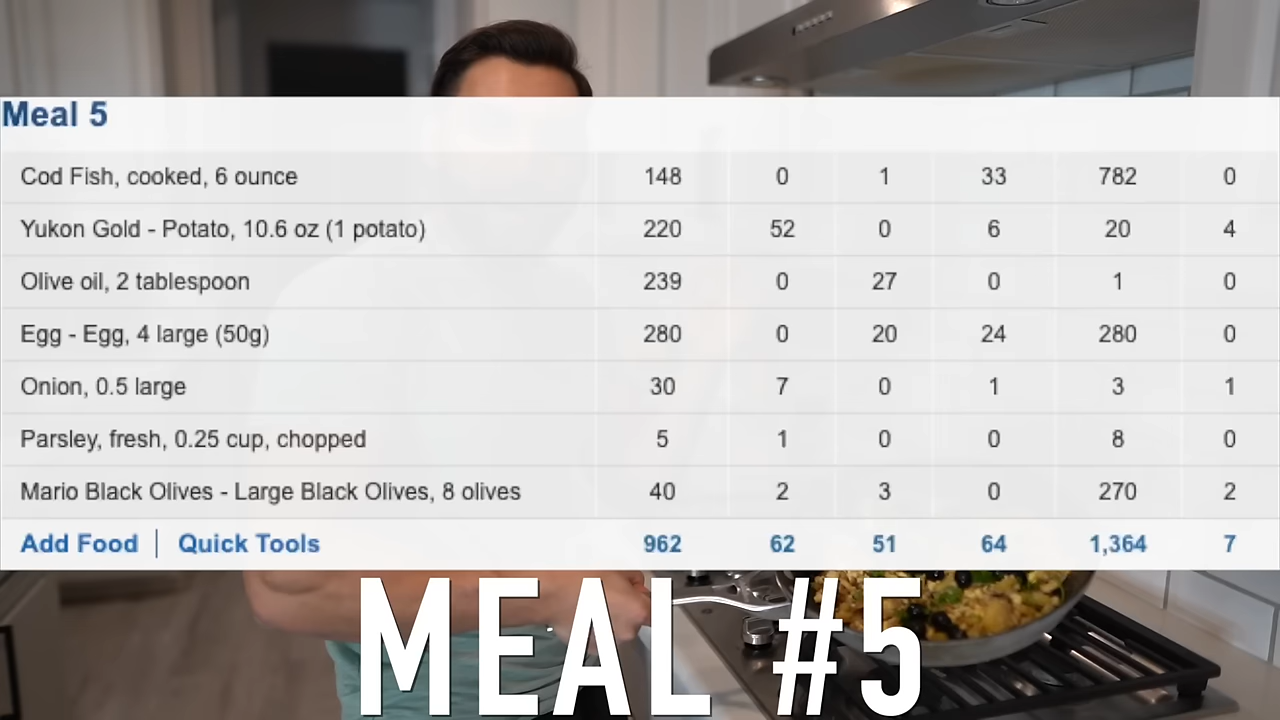 Meal 5
Cod Fish, cooked, 6 ounce 148 0 1 33 782 0
Yukon Gold - Potato, 10.6 oz (1 potato) 220 52 0 6 20 4
Olive oil, 2 tablespoon 239 0 27 0 1 0
Egg - Egg, 4 large (50g) 280 0 20 24 280 0
Onion, 0.5 large 30 7 0 1 3 1
Parsley, fresh, 0.25 cup, chopped 5 1 0 0 8 0
Mario Black Olives - Large Black Olives, 8 olives 40 2 3 0 270 2
Add Food | Quick Tools 962 62 51 64 1,364 7
MEAL #5